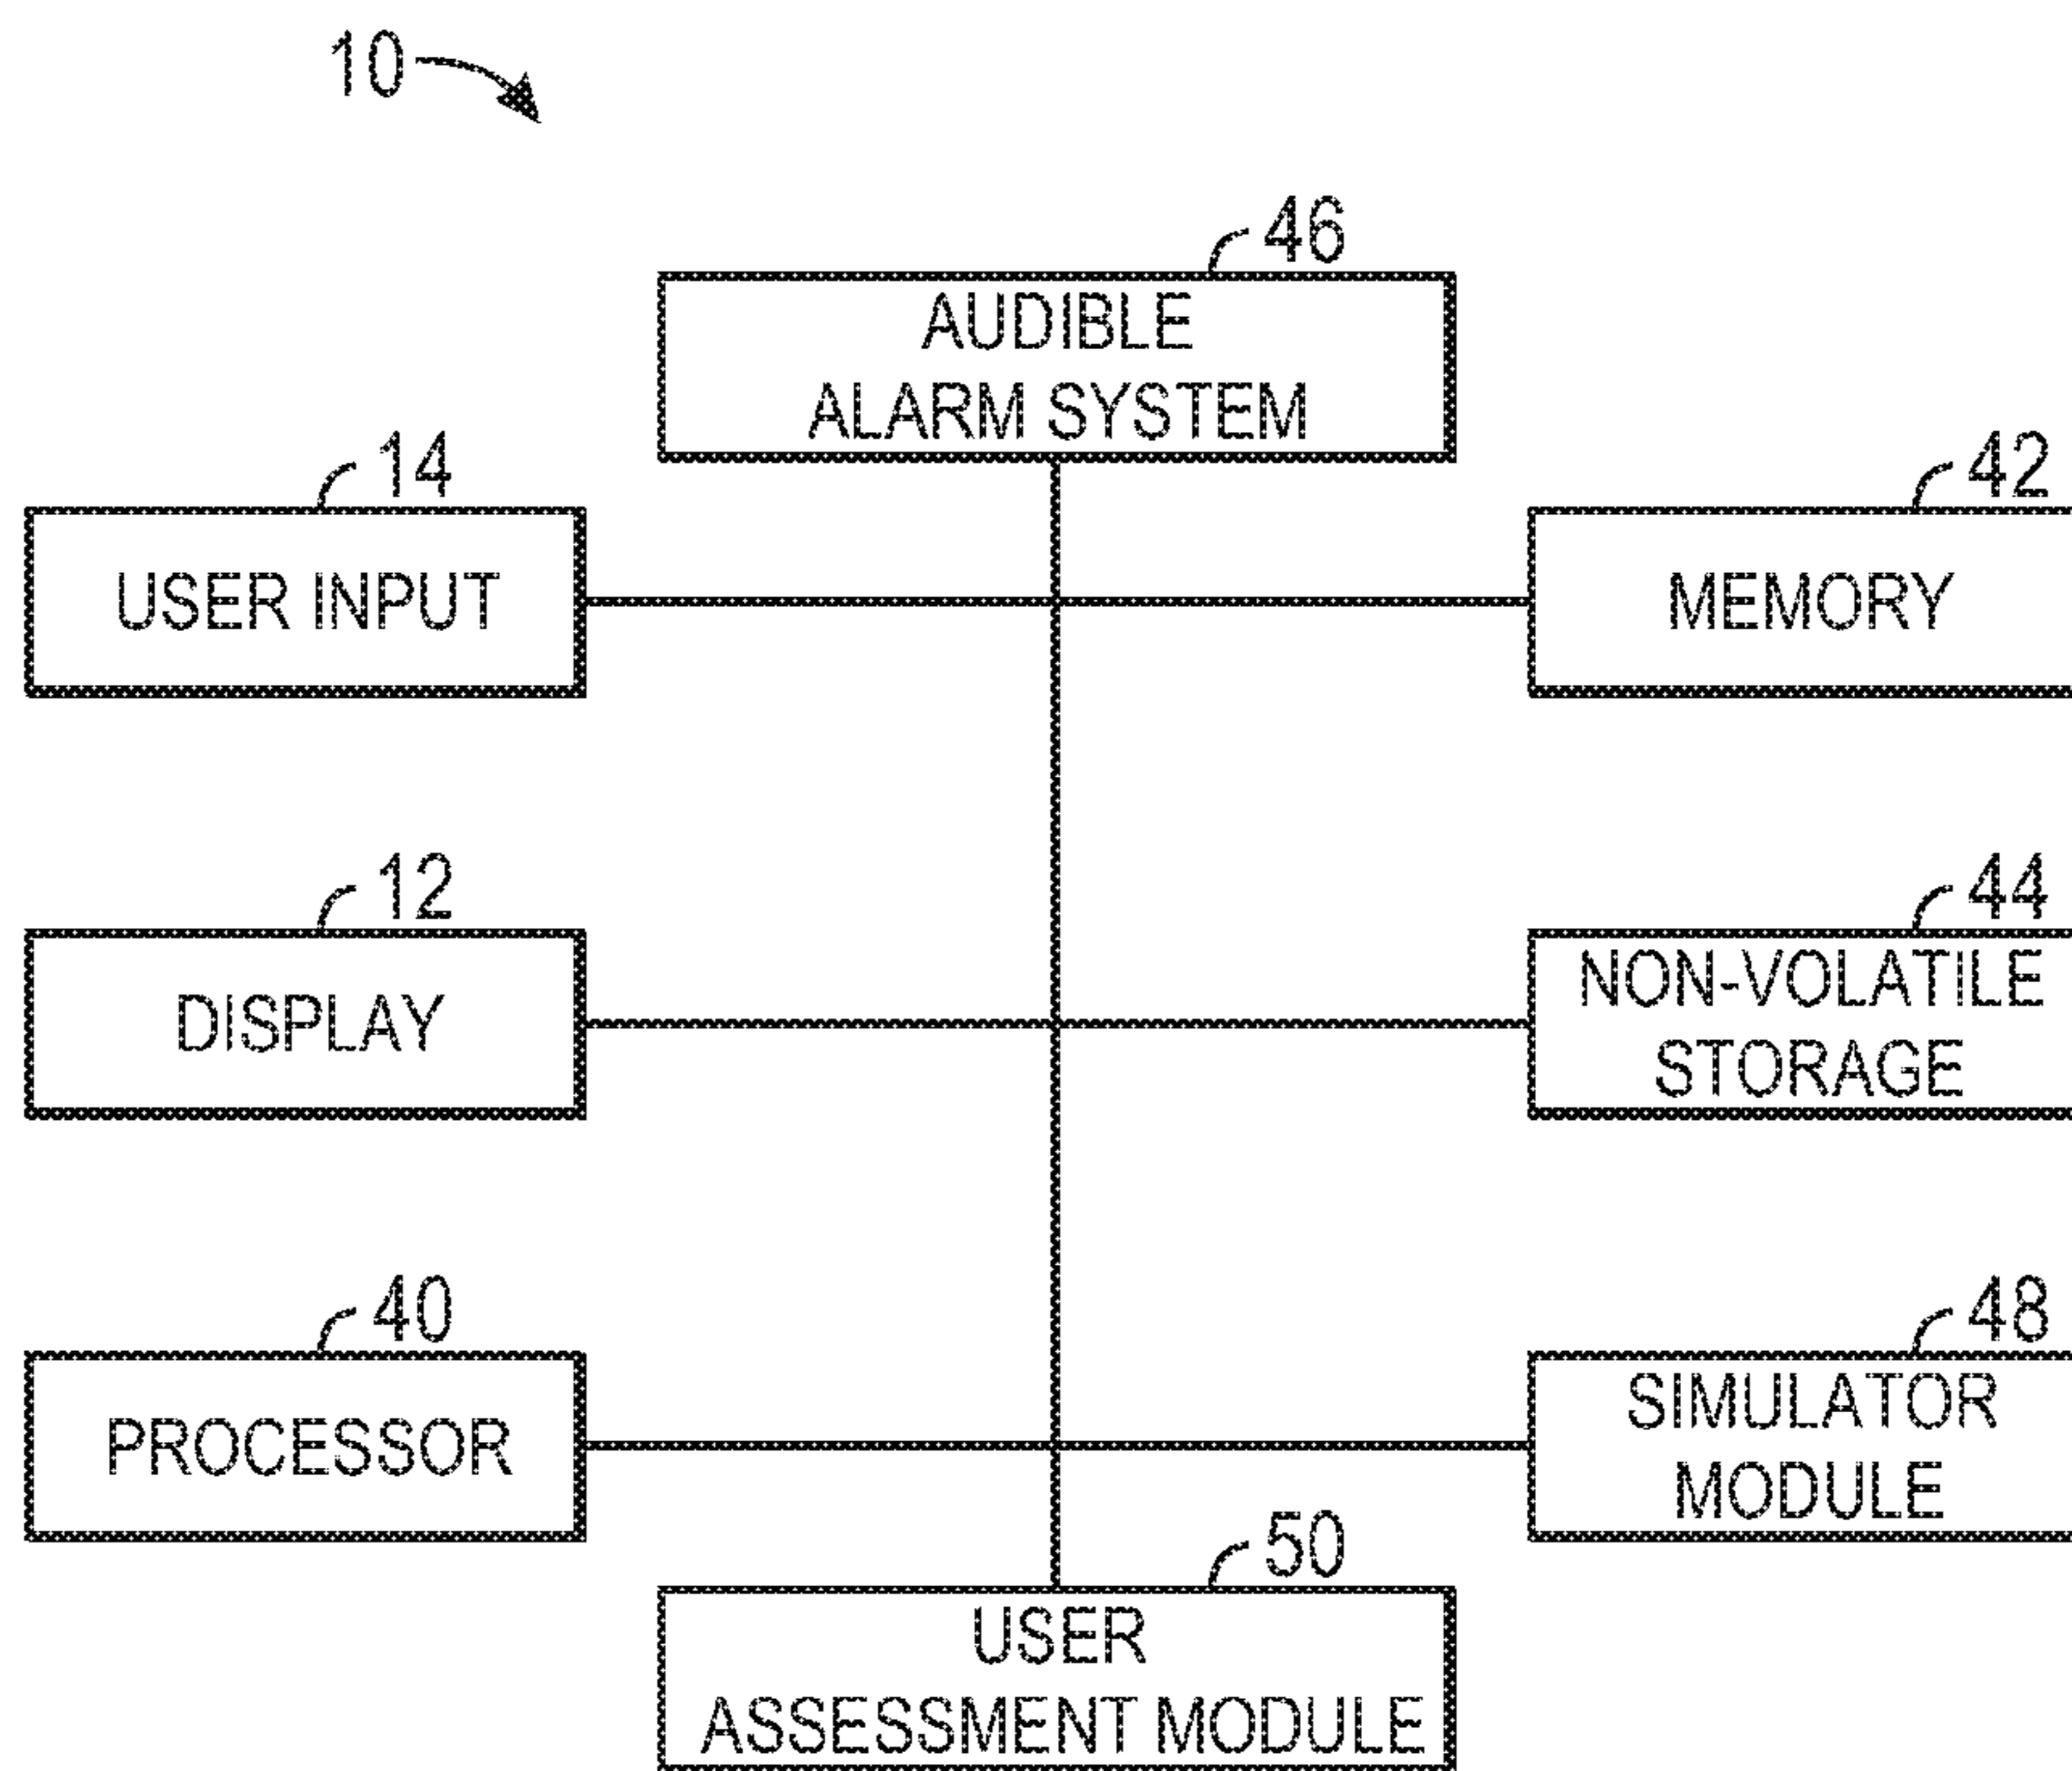 10
46
AUDIBLE
ALARM SYSTEM
14
USER INPUT
42
MEMORY
12
DISPLAY
44
NON-VOLATILE
STORAGE
40
PROCESSOR
48
SIMULATOR
MODULE
50
USER
ASSESSMENT MODULE